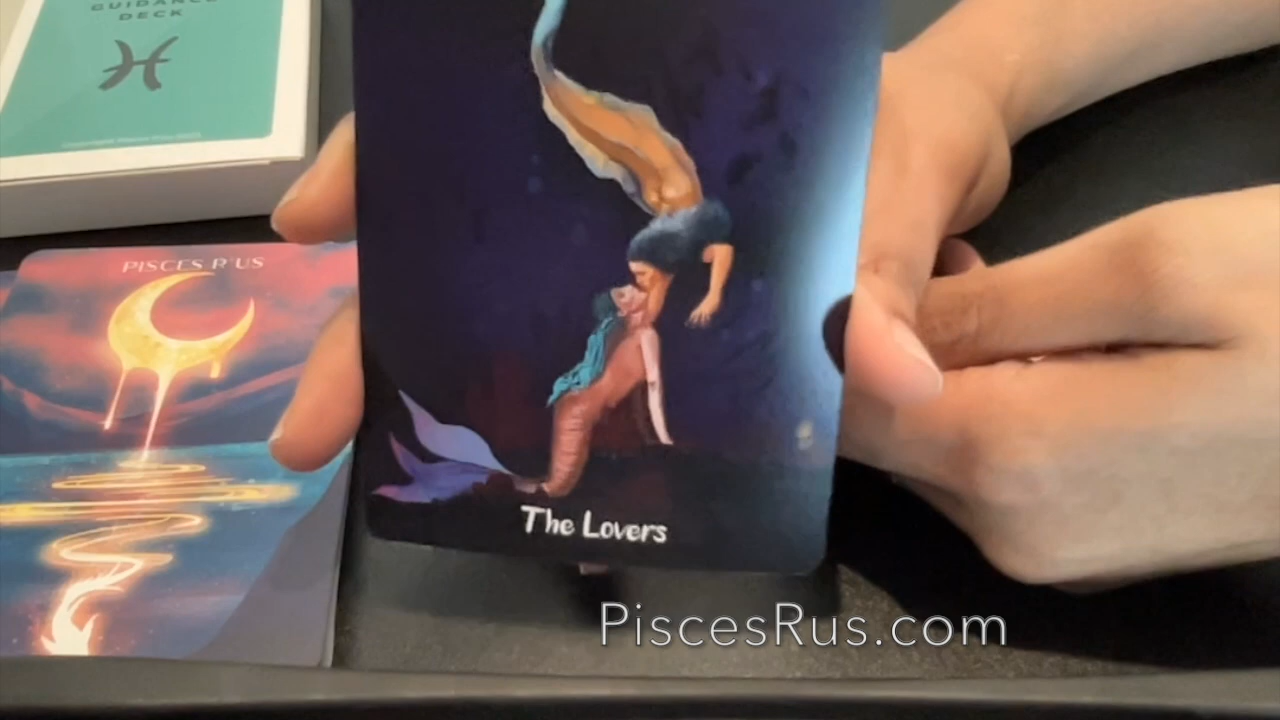 GUIDANCE
DECK
PISCES R'US
The Lovers
PiscesRus.com